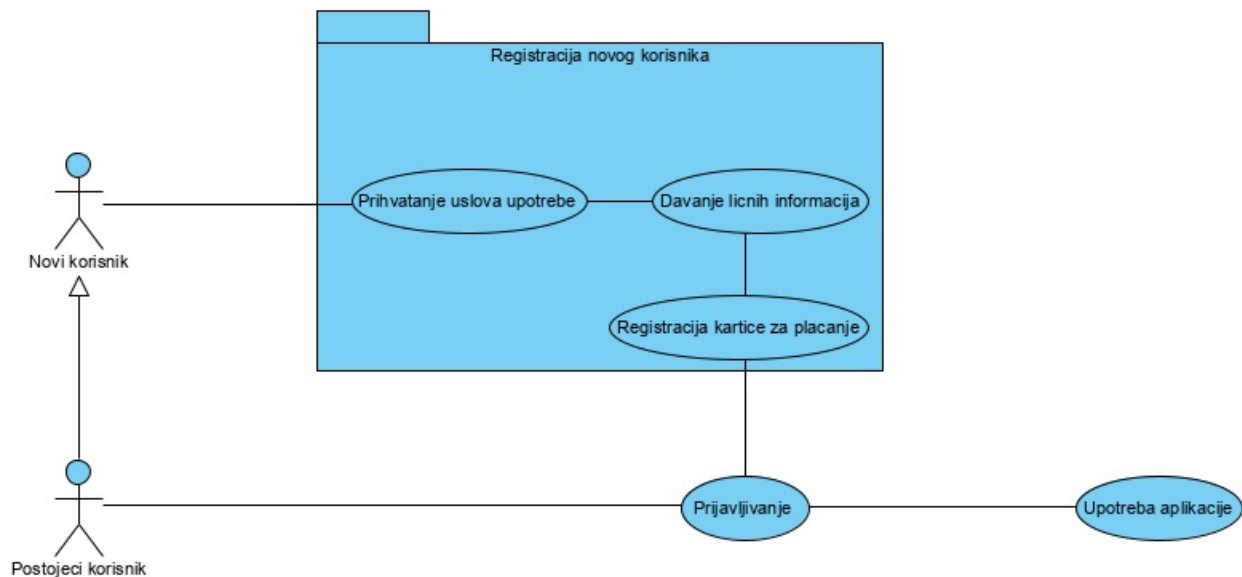 Registracija novog korisnika
Prihvatanje uslova upotrebe
Davanje licnih informacija
Novi korisnik
Registracija kartice za placanje
Prijavljivanje
Upotreba aplikacije
Postojeci korisnik